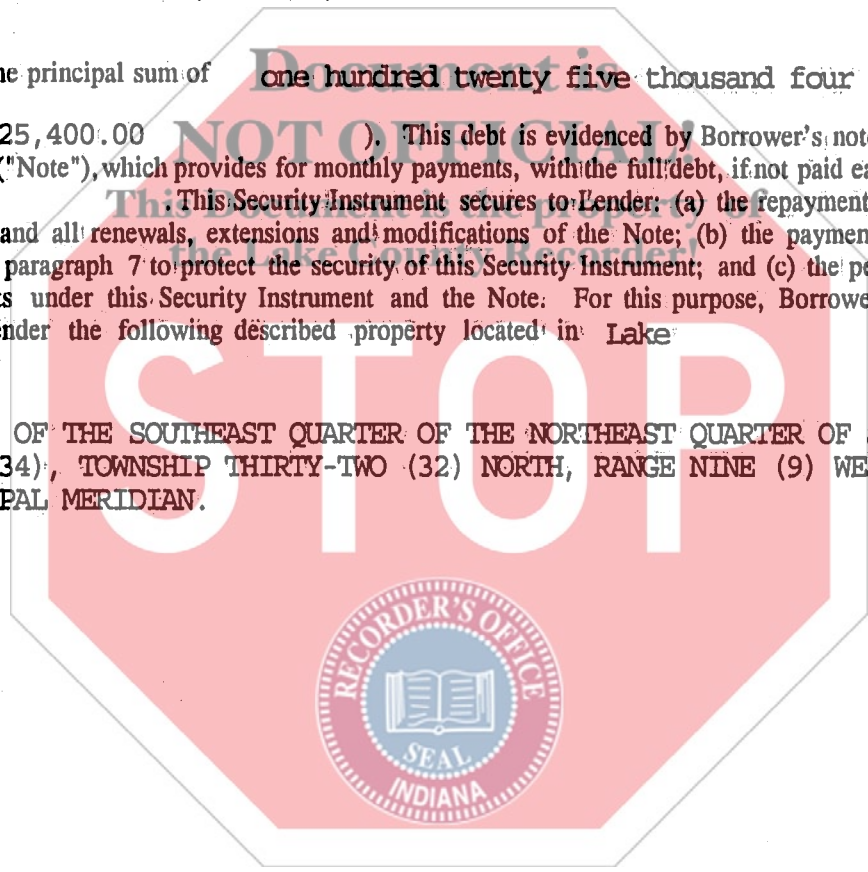 Document is
ne principal sum of one hundred twenty five thousand four
NOT OFFICIAL!
25,400.00 ). This debt is evidenced by Borrower's note
("Note"), which provides for monthly payments, with the full debt, if not paid ea
This Document is the property of
. This Security Instrument secures to Lender: (a) the repayment
and all renewals, extensions and modifications of the Note; (b) the paymen
the Lake County Recorder!
paragraph 7 to protect the security of this Security Instrument; and (c) the pe
ts under this Security Instrument and the Note. For this purpose, Borrowe
ender the following described property located in Lake
STOP
OF THE SOUTHEAST QUARTER OF THE NORTHEAST QUARTER OF
34), TOWNSHIP THIRTY-TWO (32) NORTH, RANGE NINE (9) WE
PAL MERIDIAN.
RECORDER'S OFFICE
SEAL
INDIANA